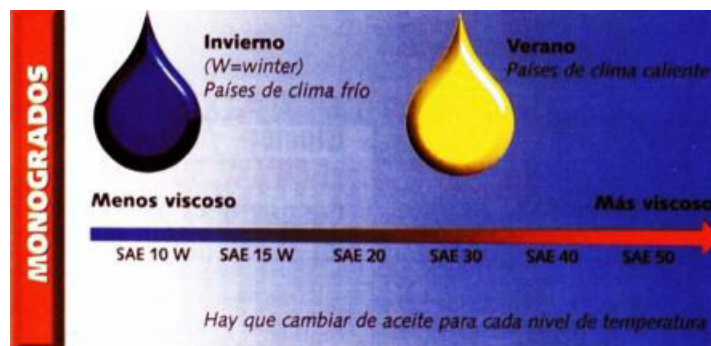 MONOGRADOS
Invierno
(W=winter)
Países de clima frío
Verano
Países de clima caliente
Menos viscoso
Más viscoso
SAE 10 W SAE 15 W SAE 20 SAE 30 SAE 40 SAE 50
Hay que cambiar de aceite para cada nivel de temperatura